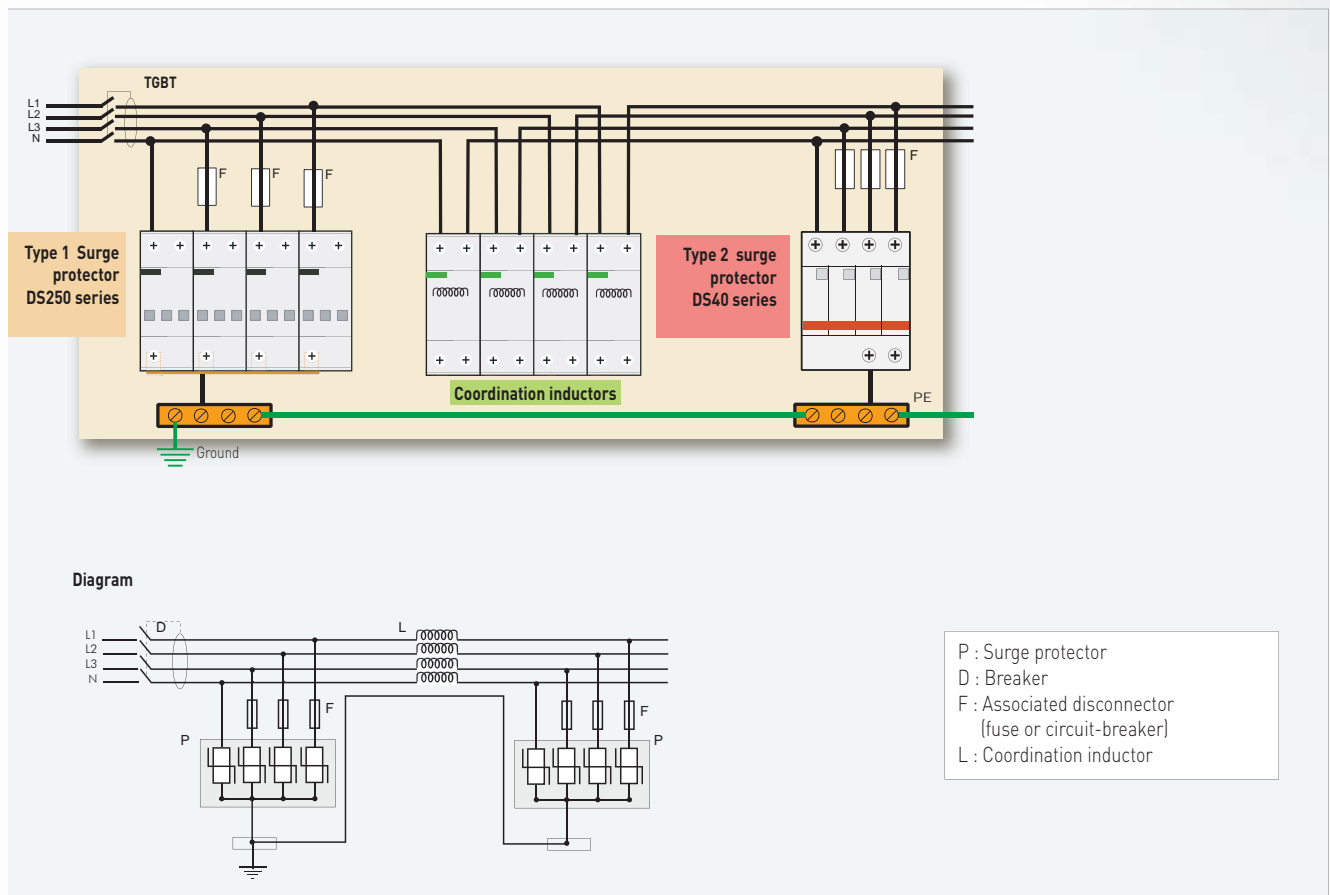 TGBT
L1
L2
L3
N
F
F
F
F
Type 1 Surge
protector
DS250 series
Type 2 surge
protector
DS40 series
Coordination inductors
PE
Ground
Diagram
D
L
L1
L2
L3
N
F
F
P
P
P : Surge protector
D : Breaker
F : Associated disconnector
(fuse or circuit-breaker)
L : Coordination inductor